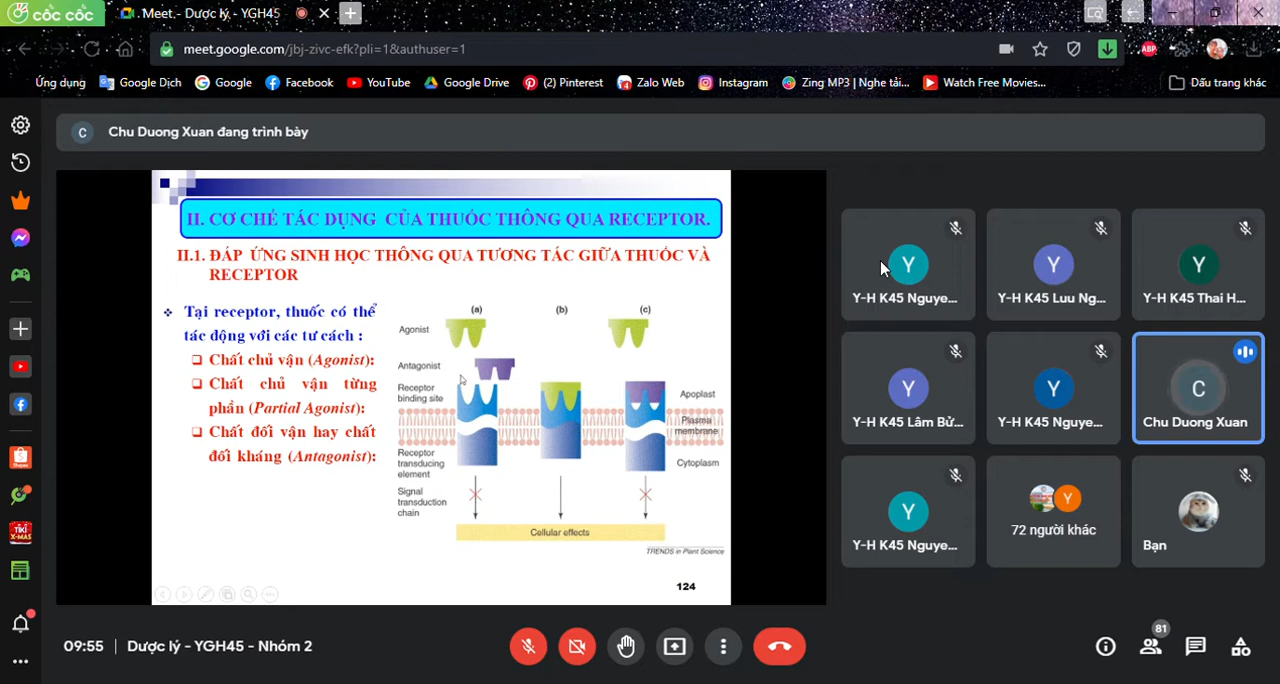 cốc cốc
Meet - Dược lý - YGH45
meet.google.com/jbj-zivc-efk?pli=1&authuser=1
ABP
Ứng dụng
Google Dịch
Google
Facebook
YouTube
Google Drive
(2) Pinterest
Zalo Web
Instagram
Zing MP3 | Nghe tải...
Watch Free Movies...
Dấu trang khác
C
Chu Duong Xuan đang trình bày
II. CƠ CHẾ TÁC DỤNG CỦA THUỐC THÔNG QUA RECEPTOR.
II.1. ĐÁP ỨNG SINH HỌC THÔNG QUA TƯƠNG TÁC GIỮA THUỐC VÀ
RECEPTOR
Tại receptor, thuốc có thể
tác động với các tư cách :
Chất chủ vận (Agonist):
Chất chủ vận từng
phần (Partial Agonist):
Chất đối vận hay chất
đối kháng (Antagonist):
(a)
(b)
(c)
Agonist
Antagonist
Receptor
binding site
Receptor
transducing
element
Signal
transduction
chain
Apoplast
Plasma
membrane
Cytoplasm
Cellular effects
TRENDS in Plant Science
124
Y
Y-H K45 Nguye...
Y
Y-H K45 Luu Ng...
Y
Y-H K45 Thai H...
Y
Y-H K45 Lâm Bử...
Y
Y-H K45 Nguye...
C
Chu Duong Xuan
Y
Y-H K45 Nguye...
Y
72 người khác
Bạn
Shopee
TIKI
X-MAS
09:55
Dược lý - YGH45 - Nhóm 2
81